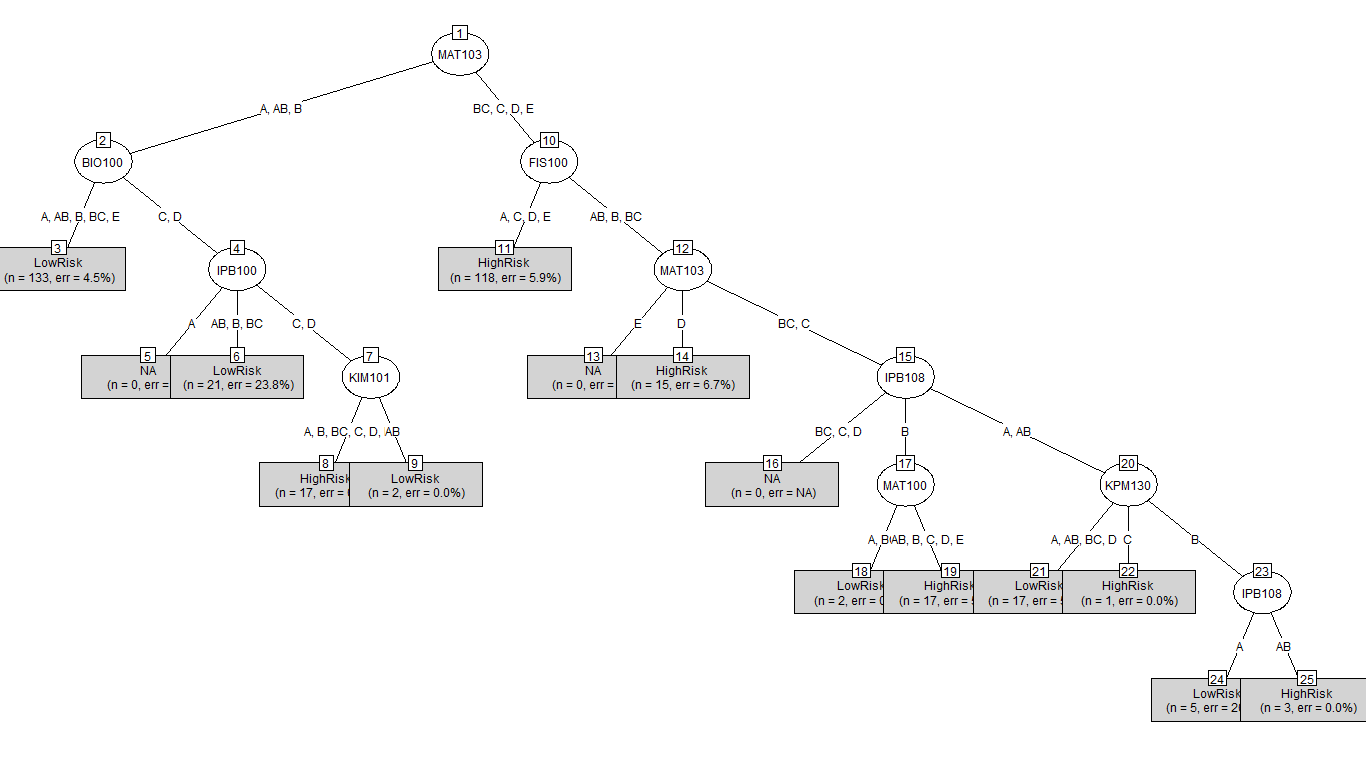 1
MAT103
A, AB, B
BC, C, D, E
2
BIO100
10
FIS100
A, AB, B, BC, E
C, D
A, C, D, E
AB, B, BC
3
LowRisk
(n = 133, err = 4.5%)
4
IPB100
11
HighRisk
(n = 118, err = 5.9%)
12
MAT103
A
AB, B, BC
C, D
E
D
BC, C
5
NA
(n = 0, err =
6
LowRisk
(n = 21, err = 23.8%)
7
KIM101
13
NA
(n = 0, err =
14
HighRisk
(n = 15, err = 6.7%)
15
IPB108
A, B, BC, C, D,
AB
BC, C, D
B
A, AB
8
HighRisk
(n = 17, err =
9
LowRisk
(n = 2, err = 0.0%)
16
NA
(n = 0, err = NA)
17
MAT100
20
KPM130
A,
AB, B, C, D, E
A, AB, BC, D
C
B
18
LowRisk
(n = 2, err =
19
HighRisk
(n = 17, err =
21
LowRisk
(n = 17, err =
22
HighRisk
(n = 1, err = 0.0%)
23
IPB108
A
AB
24
LowRisk
(n = 5, err =
25
HighRisk
(n = 3, err = 0.0%)